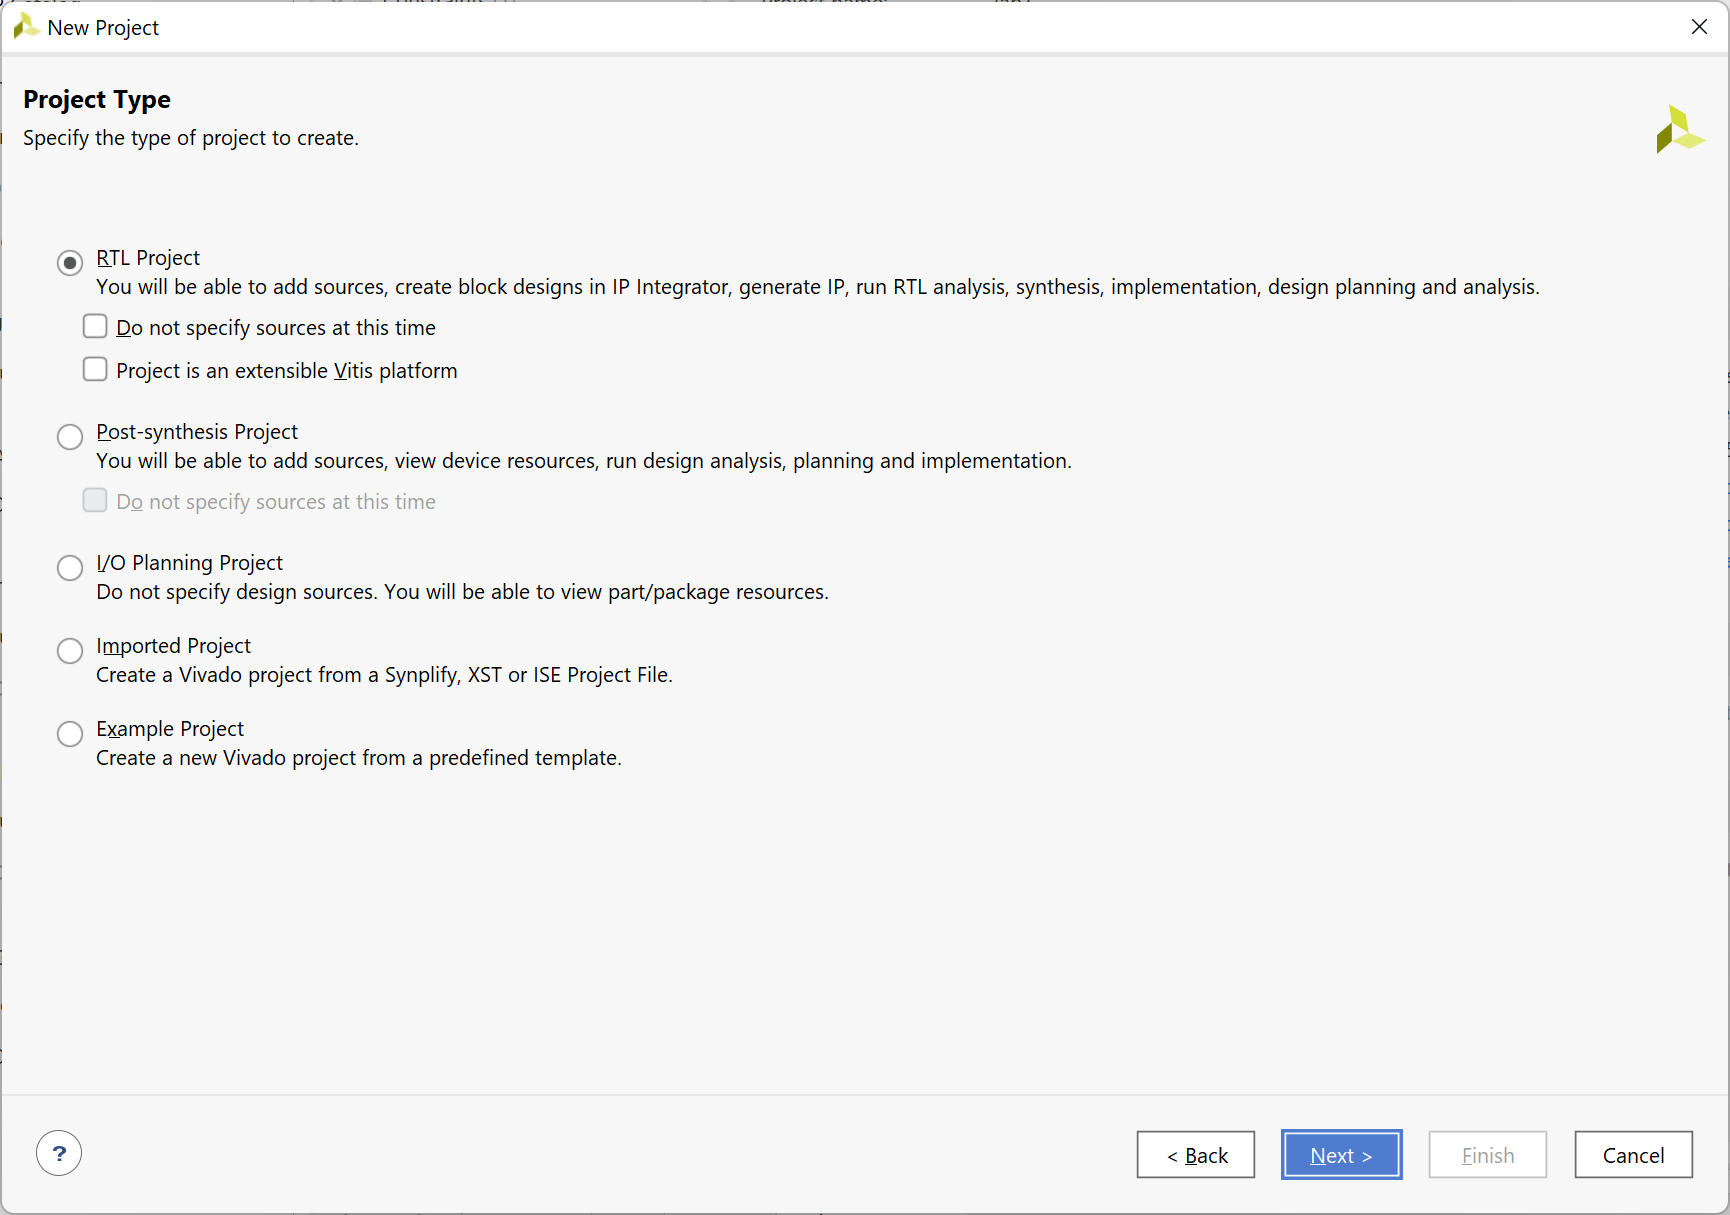 New Project
Project Type
Specify the type of project to create.
RTL Project
You will be able to add sources, create block designs in IP Integrator, generate IP, run RTL analysis, synthesis, implementation, design planning and analysis.
Do not specify sources at this time
Project is an extensible Vitis platform
Post-synthesis Project
You will be able to add sources, view device resources, run design analysis, planning and implementation.
Do not specify sources at this time
I/O Planning Project
Do not specify design sources. You will be able to view part/package resources.
Imported Project
Create a Vivado project from a Synplify, XST or ISE Project File.
Example Project
Create a new Vivado project from a predefined template.
?
< Back
Next >
Finish
Cancel